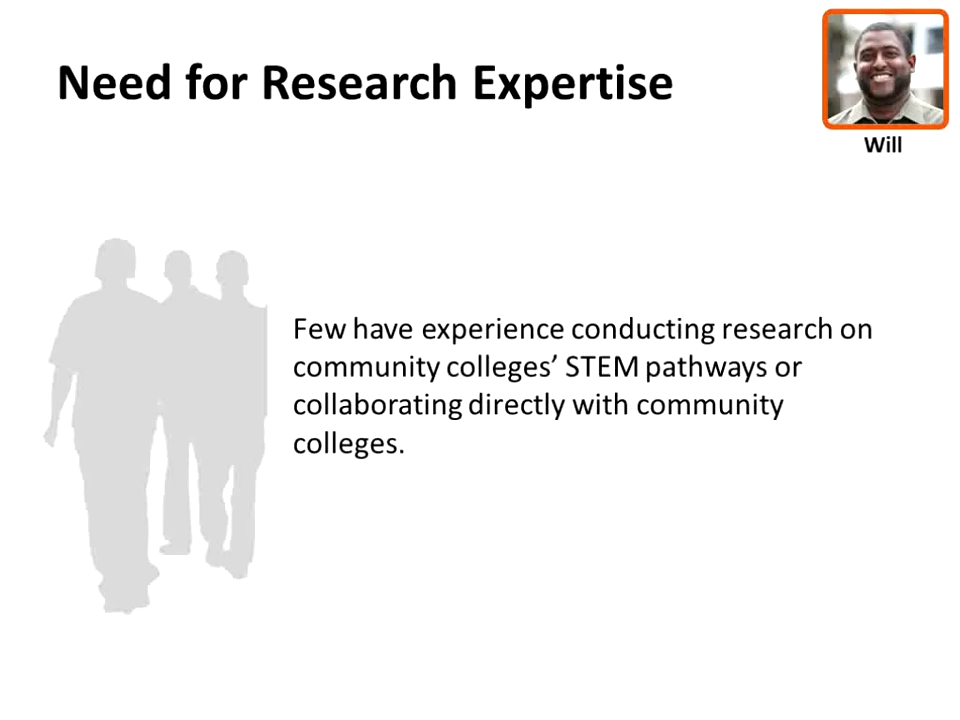 Need for Research Expertise
Will
Few have experience conducting research on
community colleges’ STEM pathways or
collaborating directly with community
colleges.